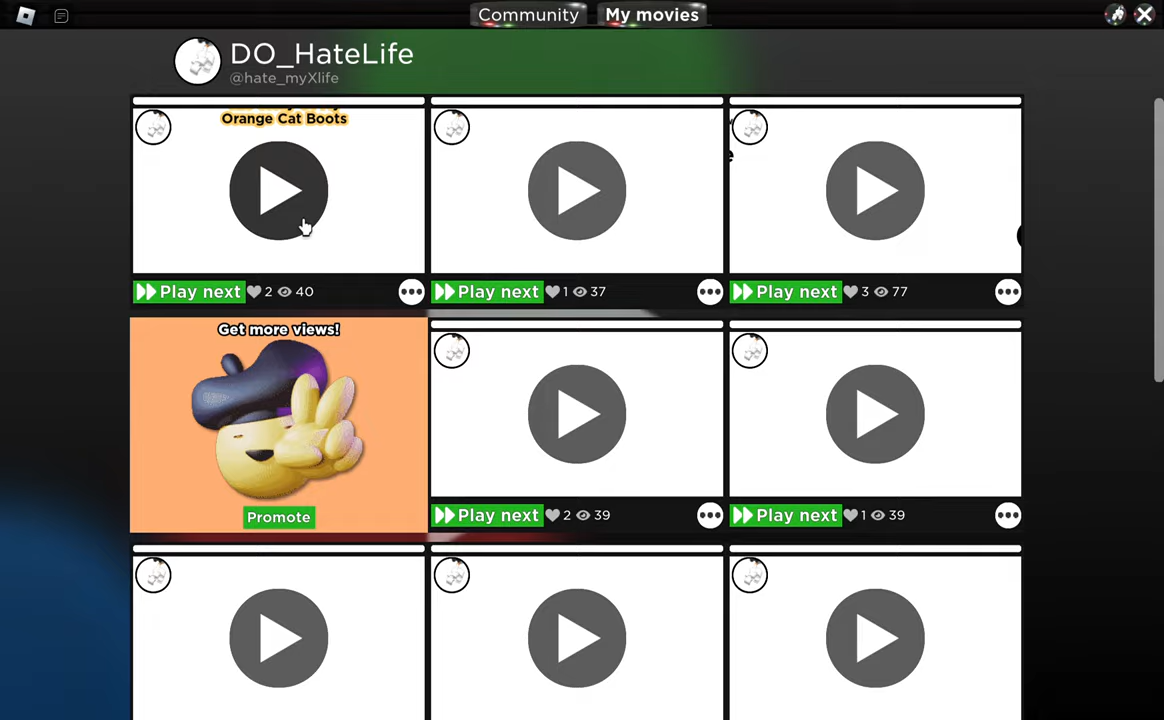 Community
My movies
DO_HateLife
@hate_myXlife
Orange Cat Boots
Play next 2 40
Play next 1 37
Play next 3 77
Get more views!
Promote
Play next 2 39
Play next 1 39